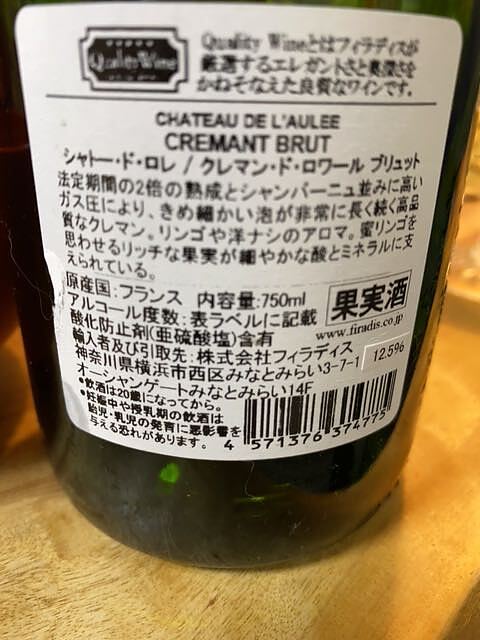 Quality Wine
Quality Wineとはフィラディスが
厳選するエレガントさと奥深さを
かねそなえた良質なワインです。
CHATEAU DE L'AULEE
CREMANT BRUT
シャトー・ド・ロレ / クレマン・ド・ロワール ブリュット
法定期間の2倍の熟成とシャンパーニュ並みに高い
ガス圧により、きめ細かい泡が非常に長く続く高品
質なクレマン。リンゴや洋ナシのアロマ。蜜リンゴを
思わせるリッチな果実が細やかな酸とミネラルに支
えられている。
原産国:フランス 内容量:750ml
アルコール度数:表ラベルに記載
果実酒
酸化防止剤(亜硫酸塩)含有
www.firadis.co.jp
輸入者及び引取先:株式会社フィラディス
12.5%
神奈川県横浜市西区みなとみらい3-7-1
オーシャンゲートみなとみらい14F
●飲酒は20歳になってから。
●妊娠中や授乳期の飲酒は
胎児・乳児の発育に悪影響を
与える恐れがあります。
4 571376 374775